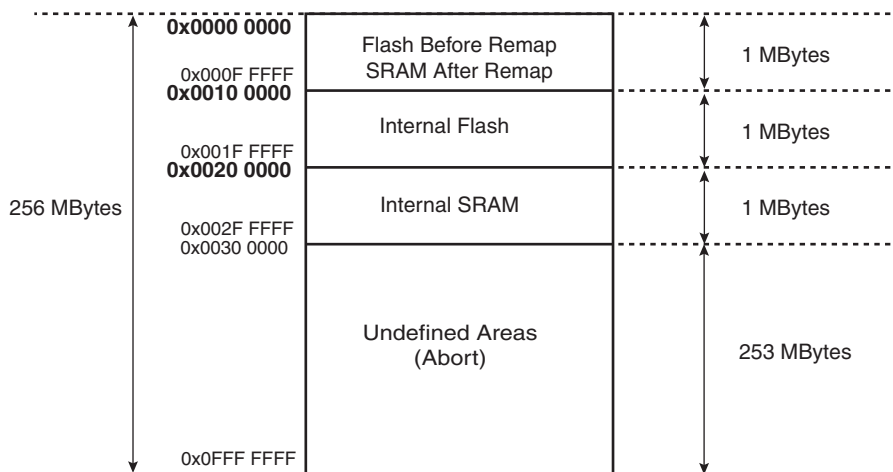 0x0000 0000
Flash Before Remap
SRAM After Remap
1 MBytes
0x000F FFFF
0x0010 0000
Internal Flash
1 MBytes
0x001F FFFF
0x0020 0000
256 MBytes
Internal SRAM
1 MBytes
0x002F FFFF
0x0030 0000
Undefined Areas
(Abort)
253 MBytes
0x0FFF FFFF